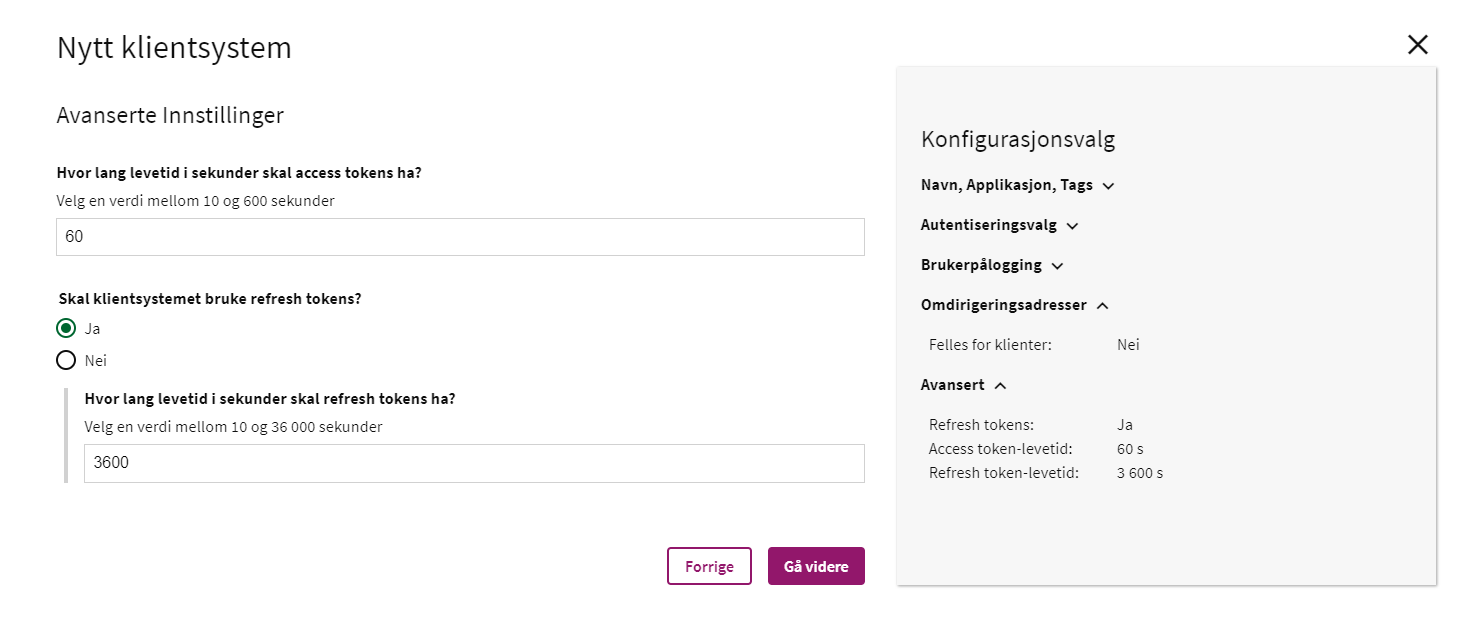 Nytt klientsystem
Avanserte Innstillinger
Hvor lang levetid i sekunder skal access tokens ha?
Velg en verdi mellom 10 og 600 sekunder
60
Skal klientsystemet bruke refresh tokens?
Ja
Nei
Hvor lang levetid i sekunder skal refresh tokens ha?
Velg en verdi mellom 10 og 36 000 sekunder
3600
Forrige
Gå videre
Konfigurasjonsvalg
Navn, Applikasjon, Tags
Autentiseringsvalg
Brukerpålogging
Omdirigeringsadresser
Felles for klienter: Nei
Avansert
Refresh tokens: Ja
Access token-levetid: 60 s
Refresh token-levetid: 3 600 s